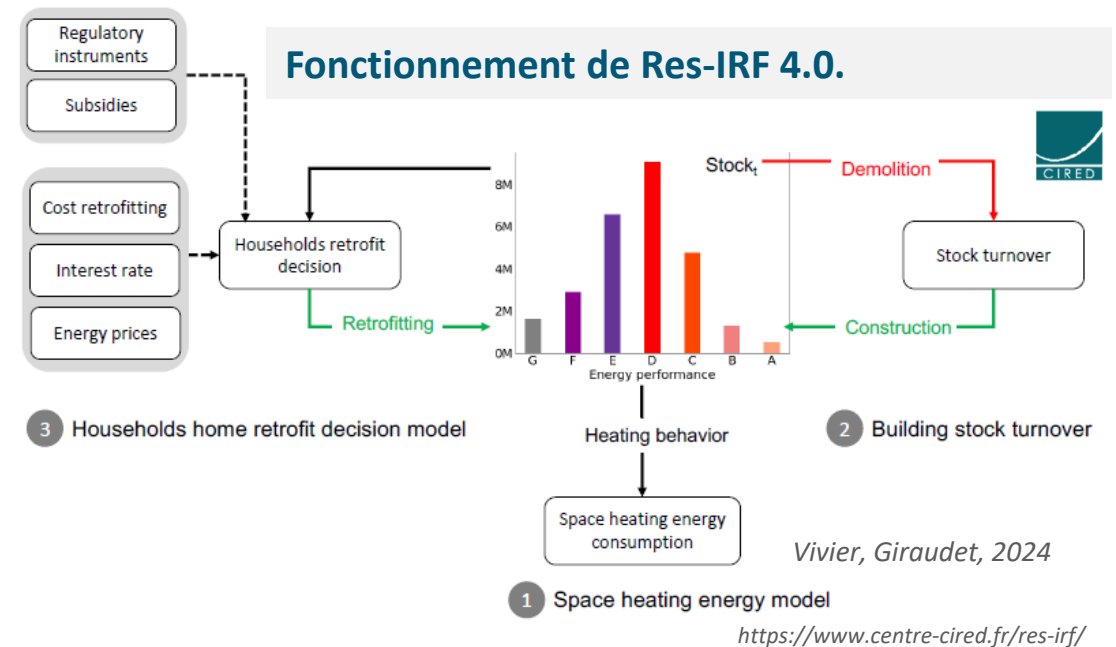 Fonctionnement de Res-IRF 4.0.
Regulatory
instruments
Subsidies
Cost retrofitting
Interest rate
Energy prices
Households retrofit
decision
Retrofitting
8M
6M
4M
2M
0M
G F E D C B A
Energy performance
Stockt
Demolition
CIRED
Stock turnover
Construction
3 Households home retrofit decision model
Heating behavior
2 Building stock turnover
Space heating energy
consumption
Vivier, Giraudet, 2024
1 Space heating energy model
https://www.centre-cired.fr/res-irf/